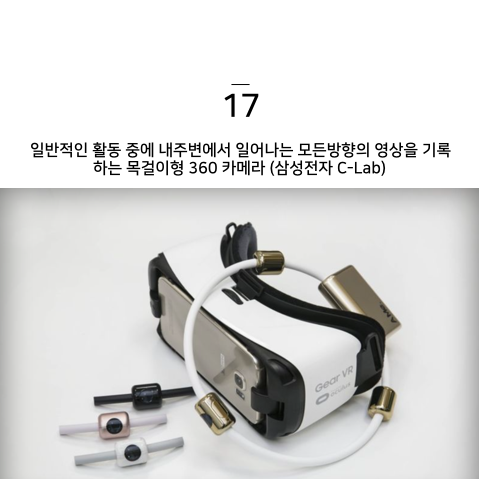 17
일반적인 활동 중에 내주변에서 일어나는 모든방향의 영상을 기록
하는 목걸이형 360 카메라 (삼성전자 C-Lab)
Gear VR
oculus